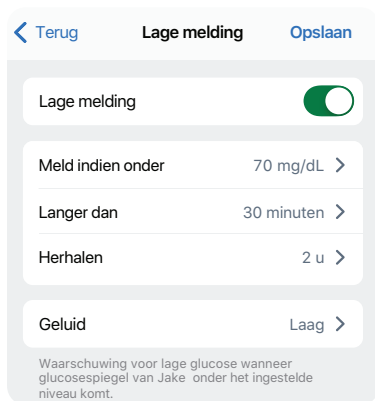 Terug Lage melding Opslaan
Lage melding
Meld indien onder 70 mg/dL
Langer dan 30 minuten
Herhalen 2 u
Geluid Laag
Waarschuwing voor lage glucose wanneer
glucosespiegel van Jake onder het ingestelde
niveau komt.